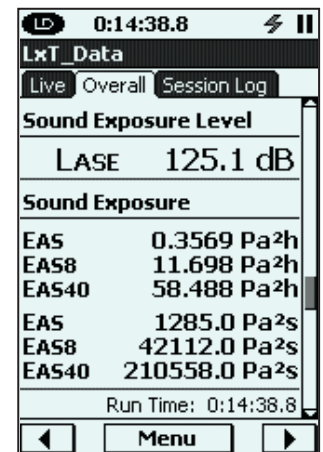 LD 0:14:38.8
LxT_Data
Live Overall Session Log
Sound Exposure Level
LASE 125.1 dB
Sound Exposure
EAS 0.3569 Pa²h
EAS8 11.698 Pa²h
EAS40 58.488 Pa²h
EAS 1285.0 Pa²s
EAS8 42112.0 Pa²s
EAS40 210558.0 Pa²s
Run Time: 0:14:38.8
Menu